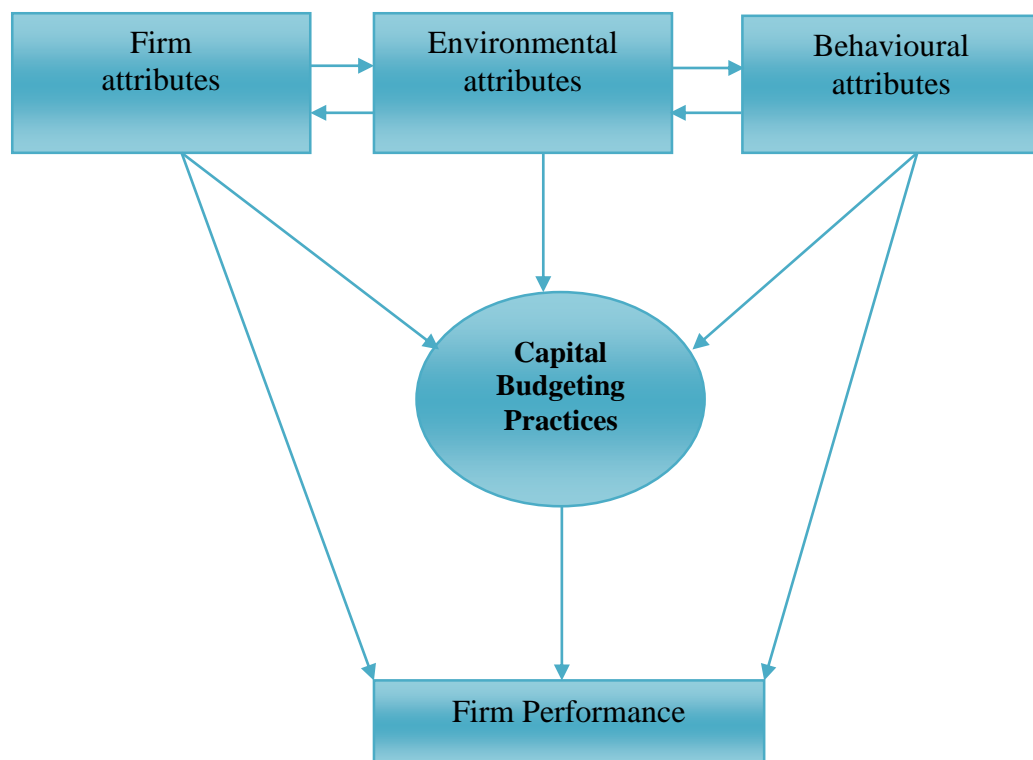 Firm
attributes
Environmental
attributes
Behavioural
attributes
Capital
Budgeting
Practices
Firm Performance